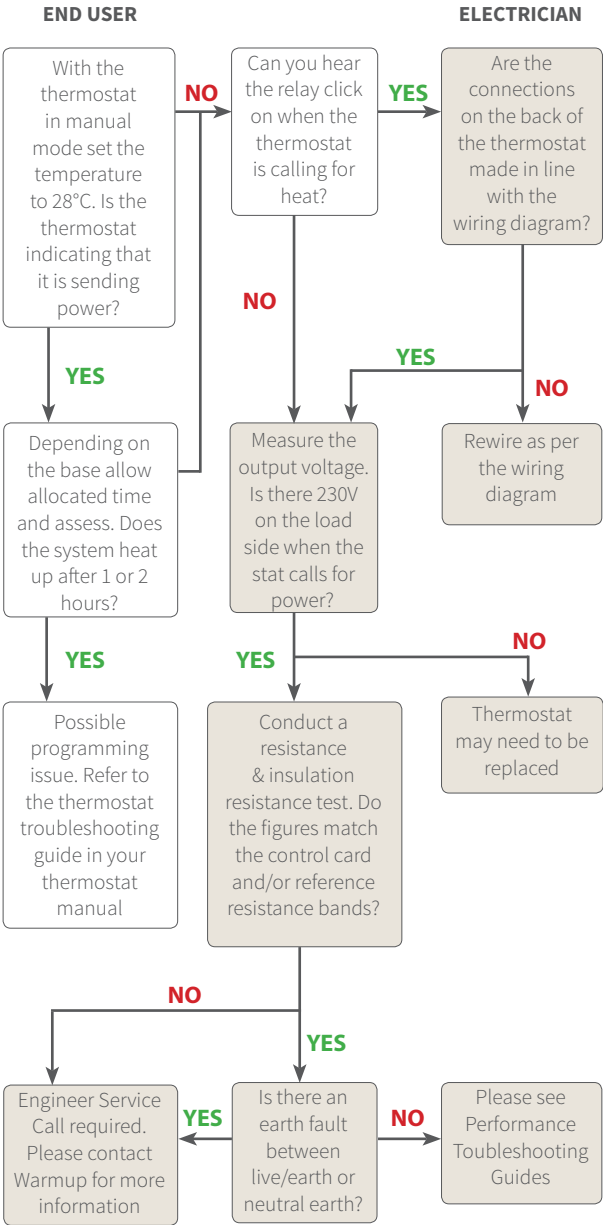 END USER
ELECTRICIAN
With the
thermostat
in manual
mode set the
temperature
to 28°C. Is the
thermostat
indicating that
it is sending
power?
NO
Can you hear
the relay click
on when the
thermostat
is calling for
heat?
YES
Are the
connections
on the back of
the thermostat
made in line
with the
wiring diagram?
YES
NO
YES
NO
Depending on
the base allow
allocated time
and assess. Does
the system heat
up after 1 or 2
hours?
Measure the
output voltage.
Is there 230V
on the load
side when the
stat calls for
power?
Rewire as per
the wiring
diagram
YES
YES
NO
Possible
programming
issue. Refer to
the thermostat
troubleshooting
guide in your
thermostat
manual
Conduct a
resistance
& insulation
resistance test. Do
the figures match
the control card
and/or reference
resistance bands?
Thermostat
may need to be
replaced
NO
YES
Engineer Service
Call required.
Please contact
Warmup for more
information
YES
Is there an
earth fault
between
live/earth or
neutral earth?
NO
Please see
Performance
Toubleshooting
Guides